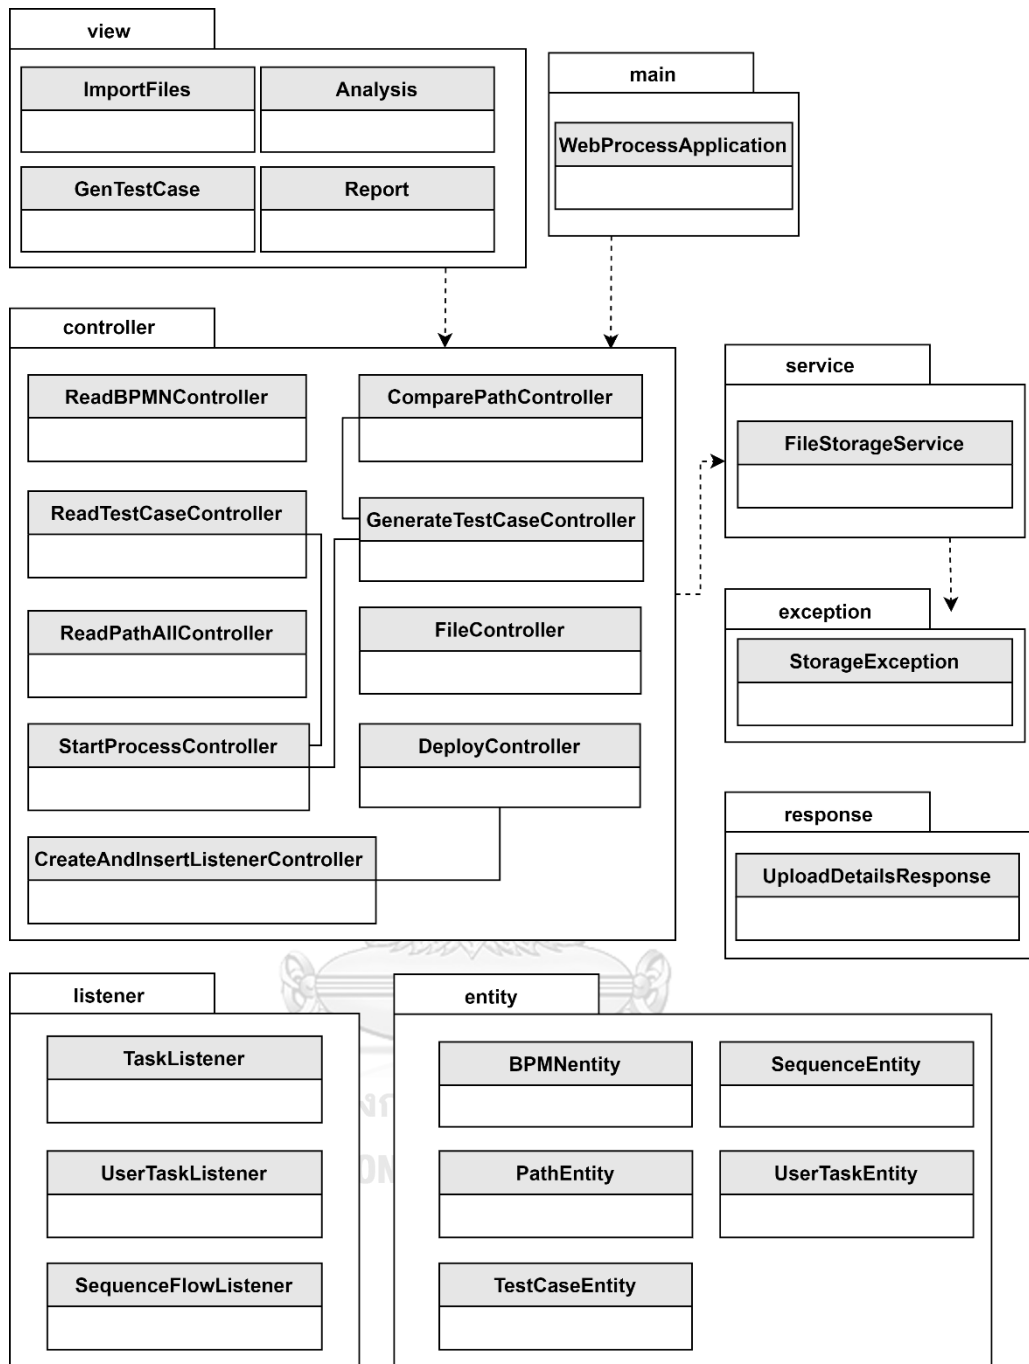 view
ImportFiles
Analysis
GenTestCase
Report
main
WebProcessApplication
controller
ReadBPMNController
ComparePathController
ReadTestCaseController
GenerateTestCaseController
ReadPathAllController
FileController
StartProcessController
DeployController
CreateAndInsertListenerController
service
FileStorageService
exception
StorageException
response
UploadDetailsResponse
listener
TaskListener
UserTaskListener
SequenceFlowListener
entity
BPMNentity
SequenceEntity
PathEntity
UserTaskEntity
TestCaseEntity